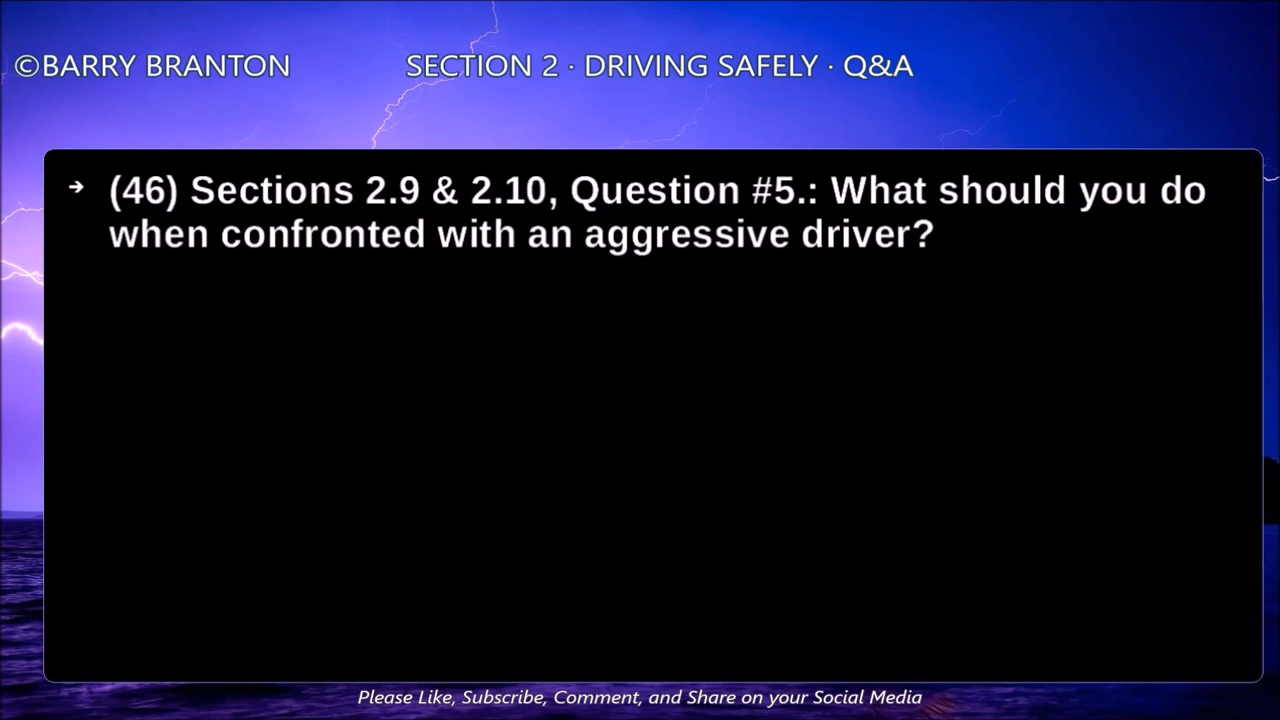 ©BARRY BRANTON
SECTION 2 · DRIVING SAFELY · Q&A
➔ (46) Sections 2.9 & 2.10, Question #5.: What should you do
when confronted with an aggressive driver?
Please Like, Subscribe, Comment, and Share on your Social Media